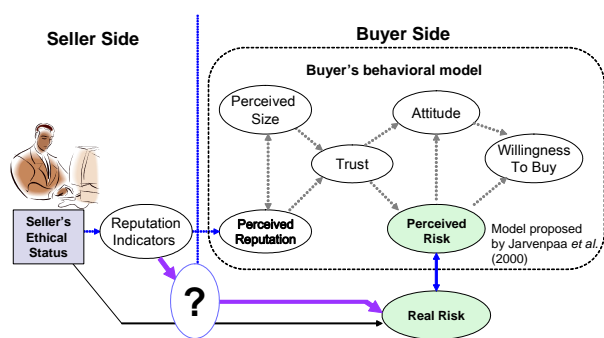 Seller Side
Buyer Side
Buyer's behavioral model
Perceived
Size
Attitude
Trust
Willingness
To Buy
Seller's
Ethical
Status
Reputation
Indicators
Perceived
Reputation
Perceived
Risk
Model proposed
by Jarvenpaa et al.
(2000)
?
Real Risk